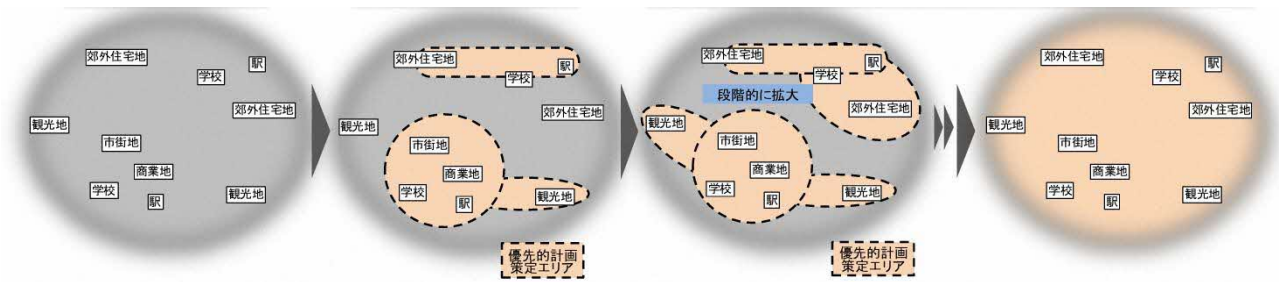 郊外住宅地
駅
学校
郊外住宅地
観光地
市街地
商業地
学校
駅
観光地
郊外住宅地
駅
学校
郊外住宅地
観光地
市街地
商業地
学校
駅
観光地
優先的計画
策定エリア
郊外住宅地
駅
学校
段階的に拡大
郊外住宅地
観光地
市街地
商業地
学校
駅
観光地
優先的計画
策定エリア
郊外住宅地
駅
学校
郊外住宅地
観光地
市街地
商業地
学校
駅
観光地